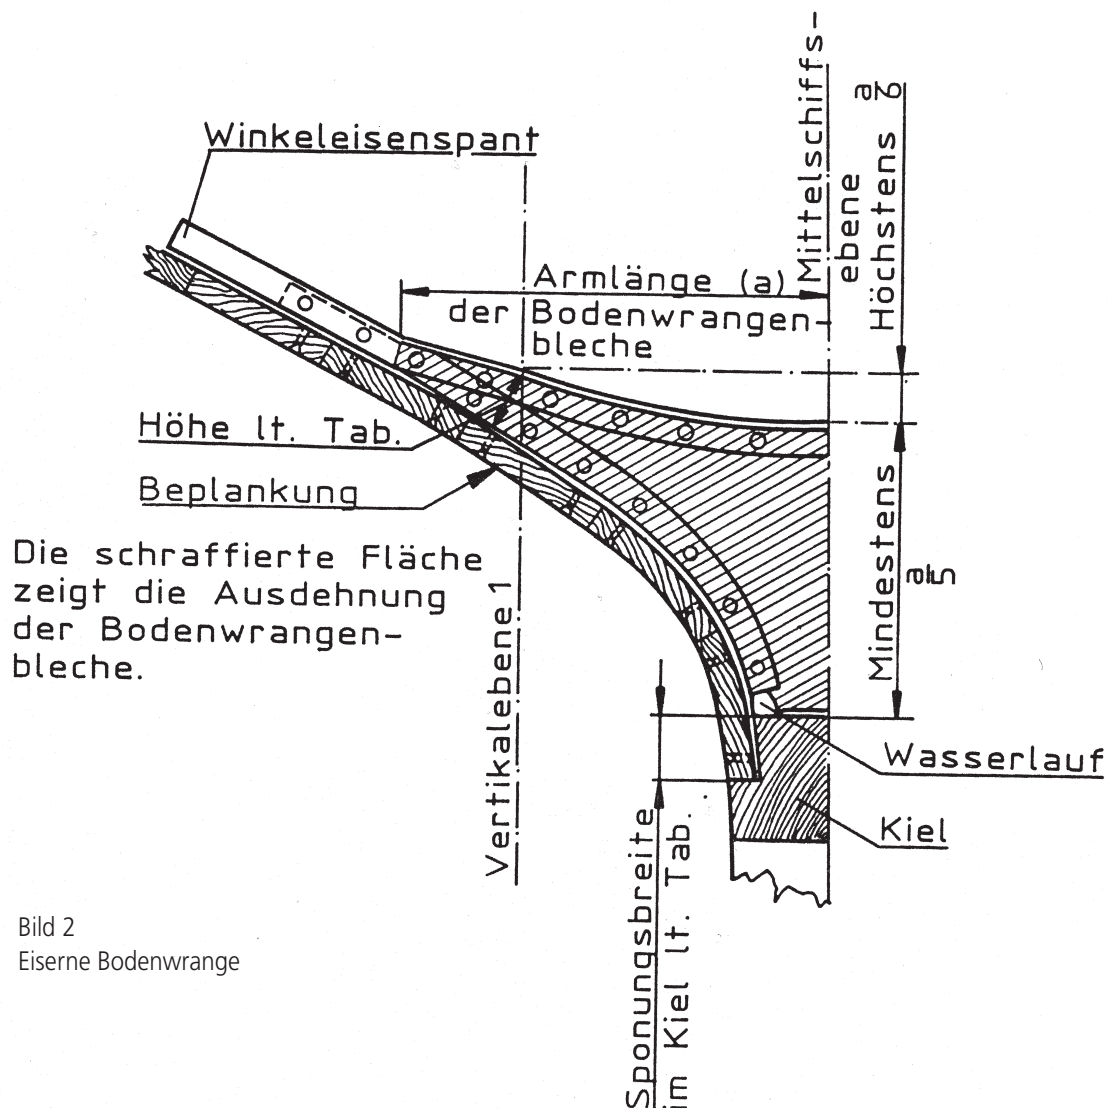 Mittelschiffs-
ebene
Höchstens a/6
Winkeleisenspant
Armlänge (a)
der Bodenwrangen-
bleche
Höhe lt. Tab.
Beplankung
Mindestens a/5
Die schraffierte Fläche
zeigt die Ausdehnung
der Bodenwrangen-
bleche.
Vertikalebene 1
Wasserlauf
Kiel
Sponungsbreite
im Kiel lt. Tab.
Bild 2
Eiserne Bodenwrange